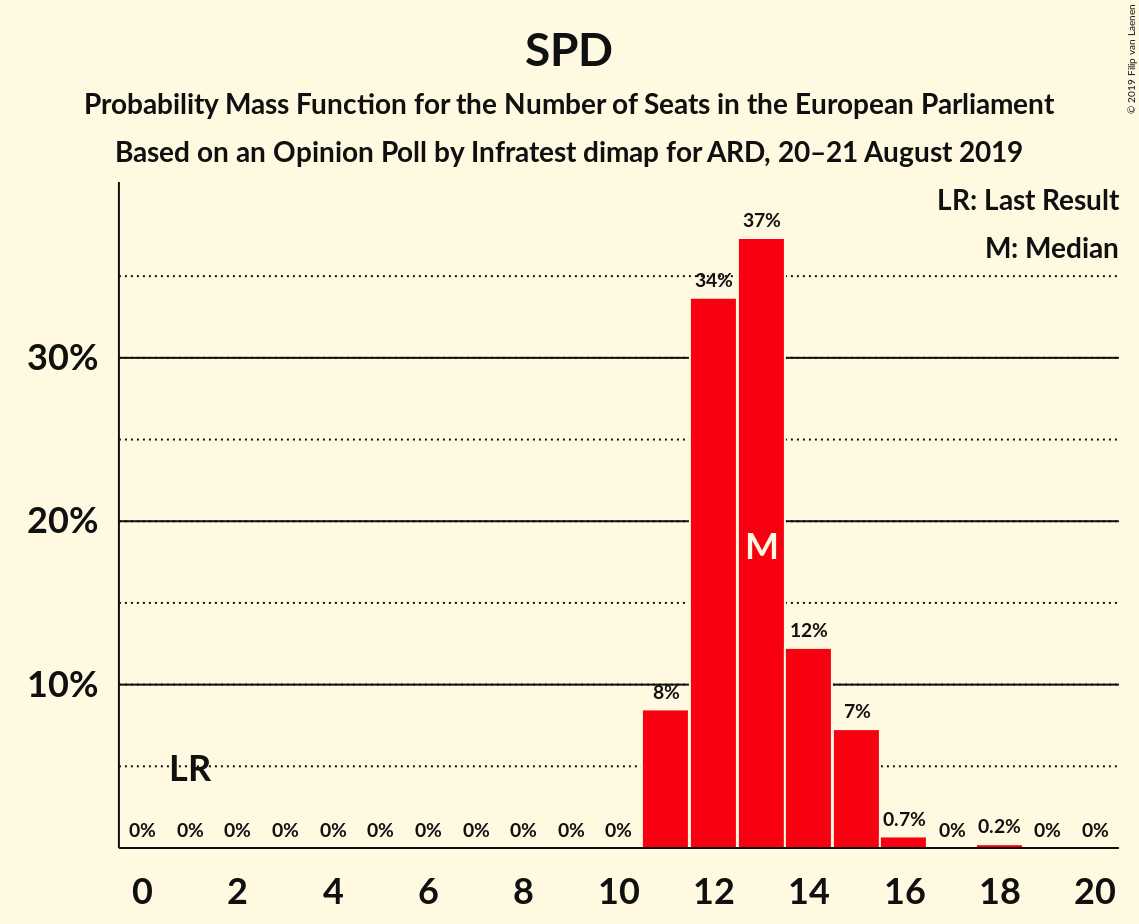 SPD
Probability Mass Function for the Number of Seats in the European Parliament
Based on an Opinion Poll by Infratest dimap for ARD, 20–21 August 2019
© 2019 Filip van Laenen
LR: Last Result
M: Median
37%
34%
30%
20%
M
12%
10%
8%
7%
LR
0% 0% 0% 0% 0% 0% 0% 0% 0% 0% 0% 0.7% 0% 0.2% 0% 0%
0 2 4 6 8 10 12 14 16 18 20